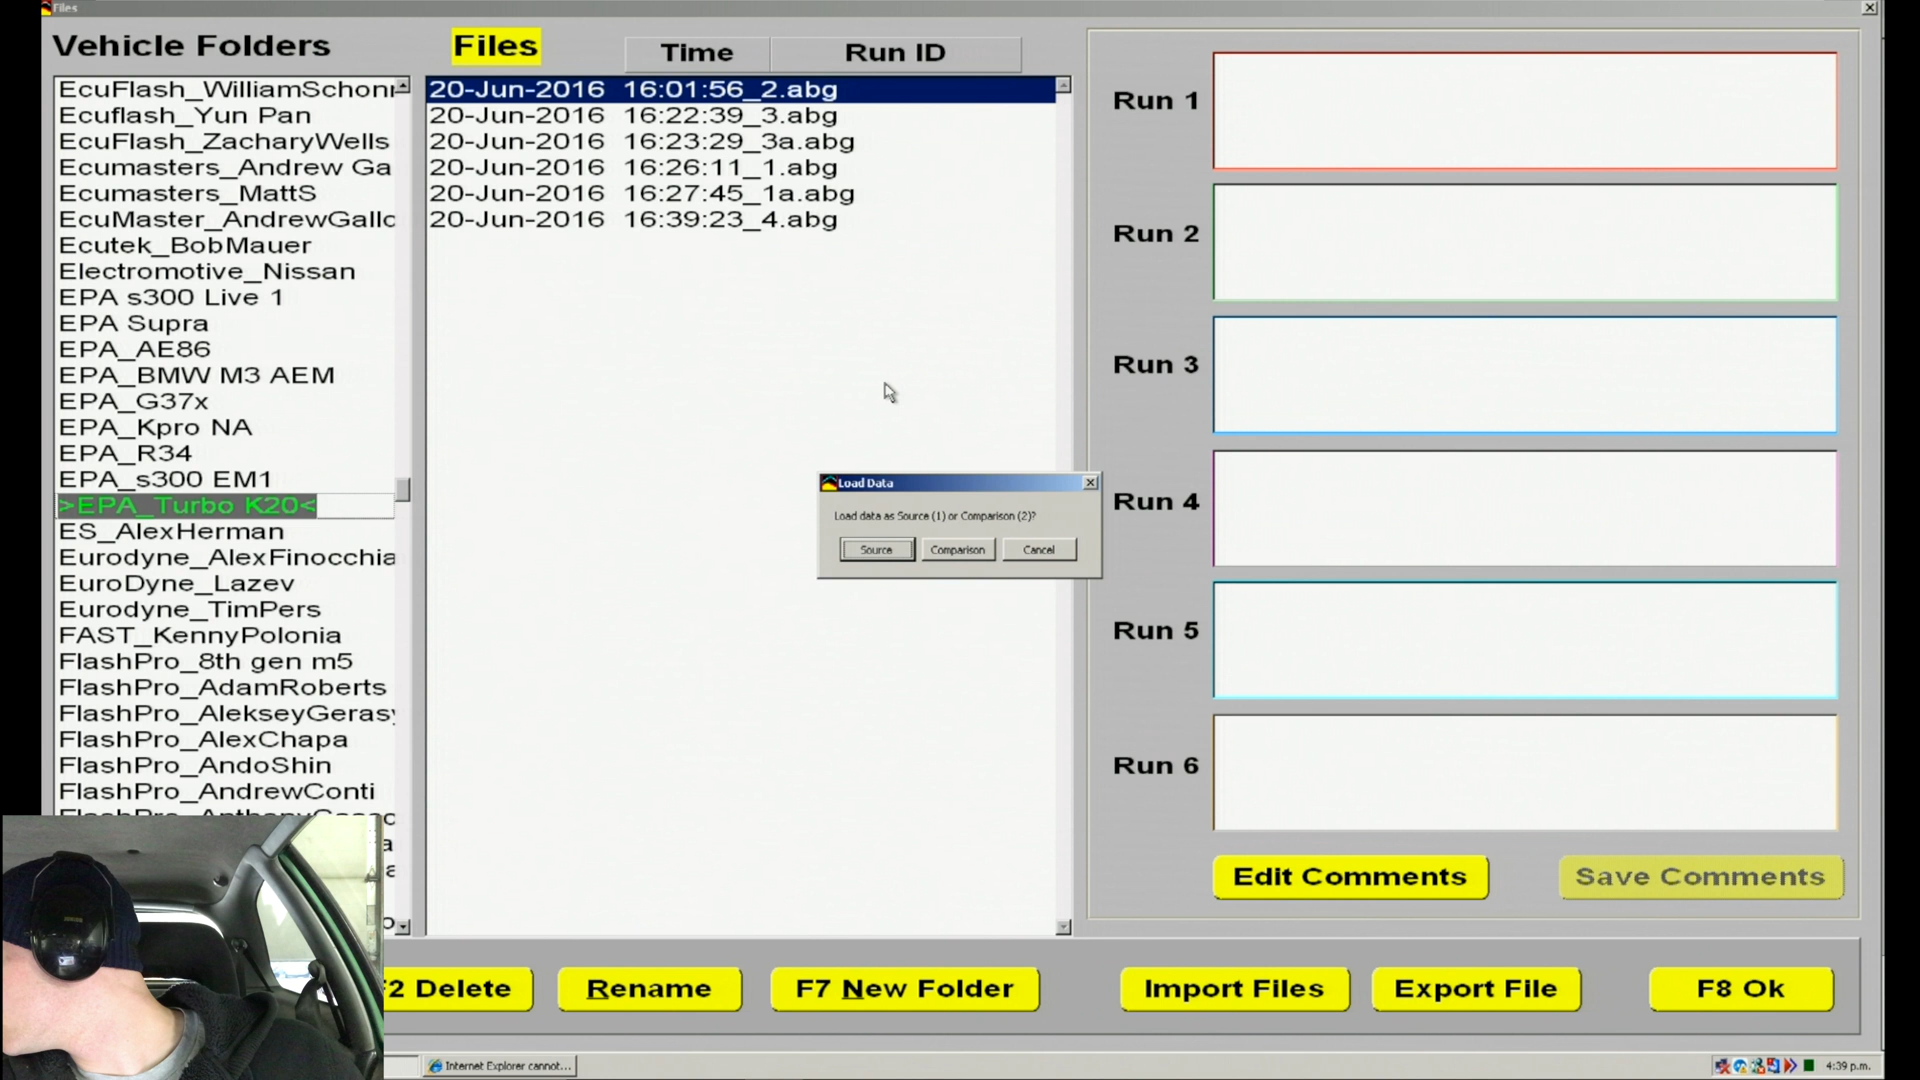 Files
Vehicle Folders
Files
Time
Run ID
EcuFlash_WilliamSchonr
Ecuflash_Yun Pan
EcuFlash_ZacharyWells
Ecumasters_Andrew Ga
Ecumasters_MattS
EcuMaster_AndrewGallo
Ecutek_BobMauer
Electromotive_Nissan
EPA s300 Live 1
EPA Supra
EPA_AE86
EPA_BMW M3 AEM
EPA_G37x
EPA_Kpro NA
EPA_R34
EPA_s300 EM1
>EPA_Turbo K20<
ES_AlexHerman
Eurodyne_AlexFinocchia
EuroDyne_Lazev
Eurodyne_TimPers
FAST_KennyPolonia
FlashPro_8th gen m5
FlashPro_AdamRoberts
FlashPro_AlekseyGerasy
FlashPro_AlexChapa
FlashPro_AndoShin
FlashPro_AndrewConti
20-Jun-2016 16:01:56_2.abg
20-Jun-2016 16:22:39_3.abg
20-Jun-2016 16:23:29_3a.abg
20-Jun-2016 16:26:11_1.abg
20-Jun-2016 16:27:45_1a.abg
20-Jun-2016 16:39:23_4.abg
Load Data
Load data as Source (1) or Comparison (2)?
Source
Comparison
Cancel
Run 1
Run 2
Run 3
Run 4
Run 5
Run 6
Edit Comments
Save Comments
F2 Delete
Rename
F7 New Folder
Import Files
Export File
F8 Ok
Internet Explorer cannot...
4:39 p.m.